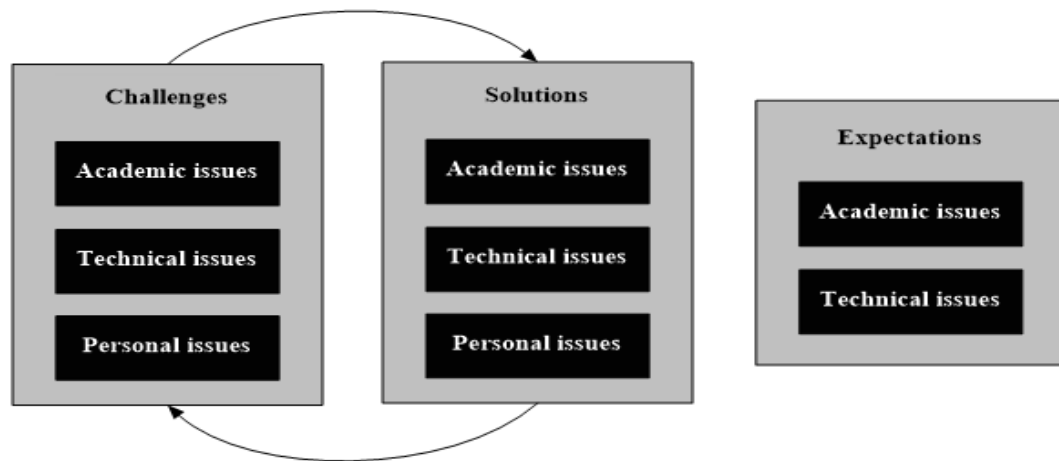 Challenges
Academic issues
Technical issues
Personal issues
Solutions
Academic issues
Technical issues
Personal issues
Expectations
Academic issues
Technical issues